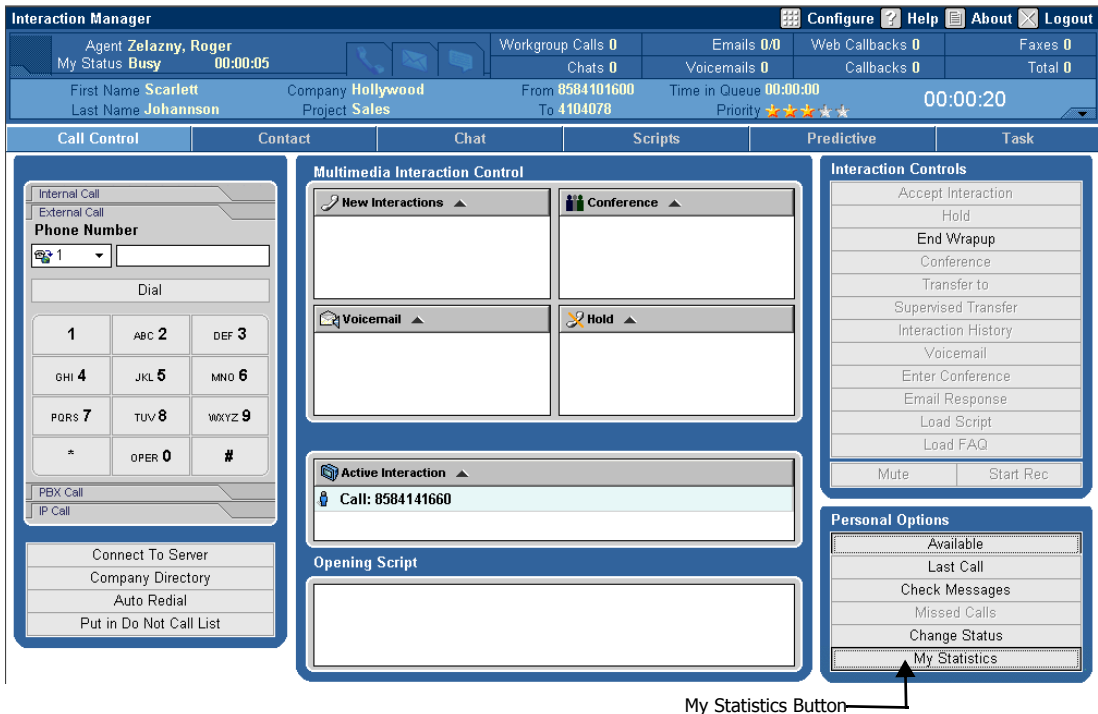 Interaction Manager
Configure ? Help About Logout
Agent Zelazny, Roger
My Status Busy 00:00:05
Workgroup Calls 0 Emails 0/0 Web Callbacks 0 Faxes 0
Chats 0 Voicemails 0 Callbacks 0 Total 0
First Name Scarlett Company Hollywood From 8584101600 Time in Queue 00:00:00
Last Name Johannson Project Sales To 4104078 Priority
00:00:20
Call Control Contact Chat Scripts Predictive Task
Internal Call
External Call
Phone Number
1
Dial
1 ABC 2 DEF 3
GHI 4 JKL 5 MNO 6
PQRS 7 TUV 8 WXYZ 9
* OPER 0 #
PBX Call
IP Call
Connect To Server
Company Directory
Auto Redial
Put in Do Not Call List
Multimedia Interaction Control
New Interactions Conference
Voicemail Hold
Active Interaction
Call: 8584141660
Opening Script
Interaction Controls
Accept Interaction
Hold
End Wrapup
Conference
Transfer to
Supervised Transfer
Interaction History
Voicemail
Enter Conference
Email Response
Load Script
Load FAQ
Mute Start Rec
Personal Options
Available
Last Call
Check Messages
Missed Calls
Change Status
My Statistics
My Statistics Button